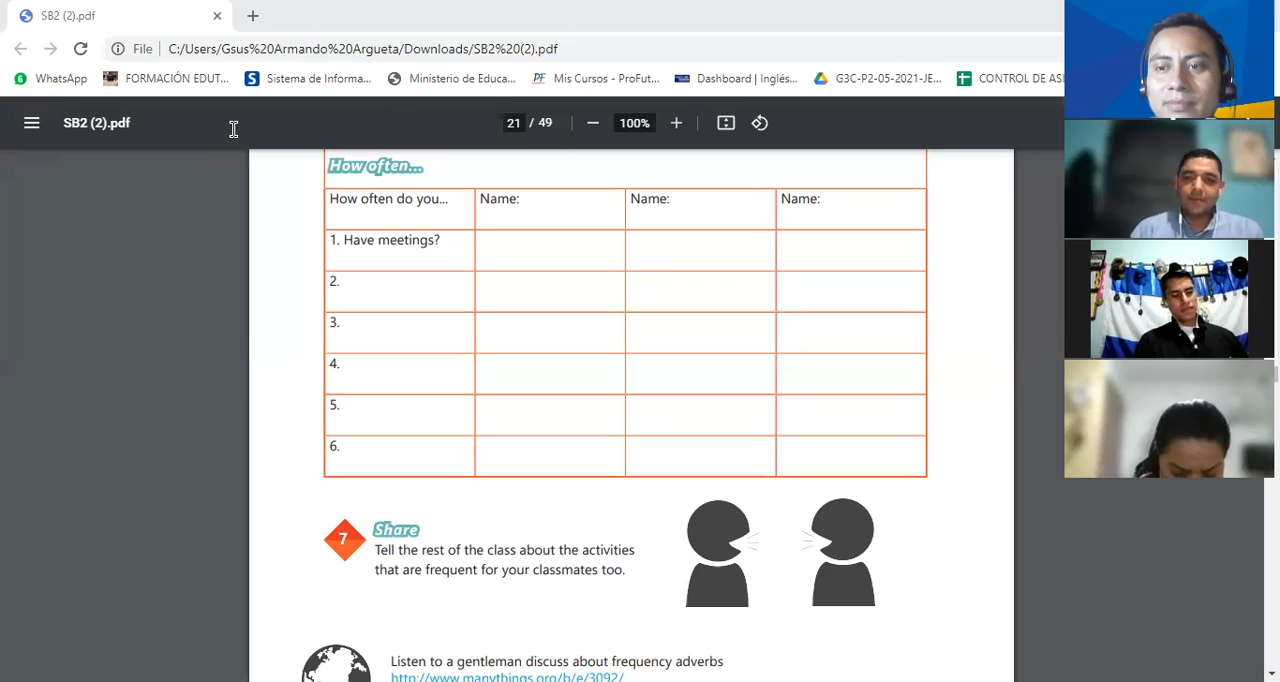 SB2 (2).pdf
File
C:/Users/Gsus%20Armando%20Argueta/Downloads/SB2%20(2).pdf
WhatsApp
FORMACIÓN EDUT...
Sistema de Informa...
Ministerio de Educa...
PF Mis Cursos - ProFut...
Dashboard | Inglés...
G3C-P2-05-2021-JE...
CONTROL DE ASI
SB2 (2).pdf
21 / 49
100%
How often...
How often do you... Name: Name: Name:
1. Have meetings?
2.
3.
4.
5.
6.
7 Share
Tell the rest of the class about the activities
that are frequent for your classmates too.
Listen to a gentleman discuss about frequency adverbs
http://www.manythings.org/b/e/3092/